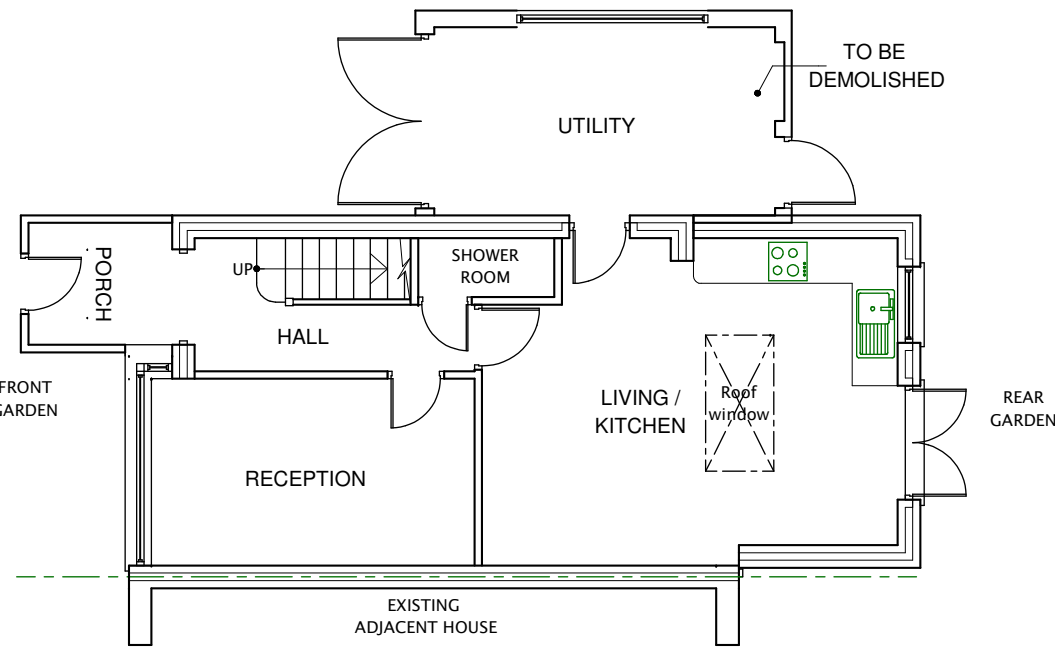 TO BE
DEMOLISHED
UTILITY
PORCH
UP
SHOWER
ROOM
HALL
FRONT
GARDEN
LIVING /
KITCHEN
Roof
window
REAR
GARDEN
RECEPTION
EXISTING
ADJACENT HOUSE